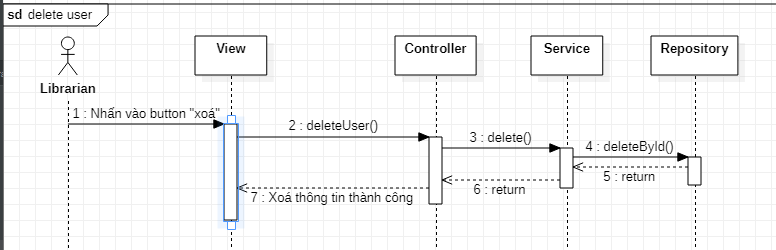 sd delete user
View
Controller
Service
Repository
Librarian
1 : Nhấn vào button "xoá"
2 : deleteUser()
3 : delete()
4 : deleteById()
5 : return
6 : return
7 : Xoá thông tin thành công